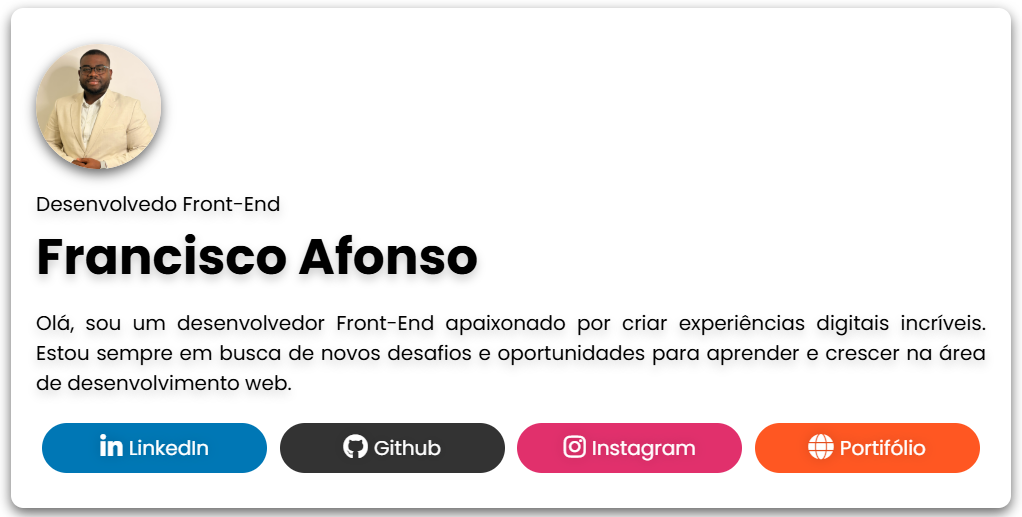 Desenvolvedo Front-End
Francisco Afonso
Olá, sou um desenvolvedor Front-End apaixonado por criar experiências digitais incríveis.
Estou sempre em busca de novos desafios e oportunidades para aprender e crescer na área
de desenvolvimento web.
in LinkedIn Github Instagram Portifólio